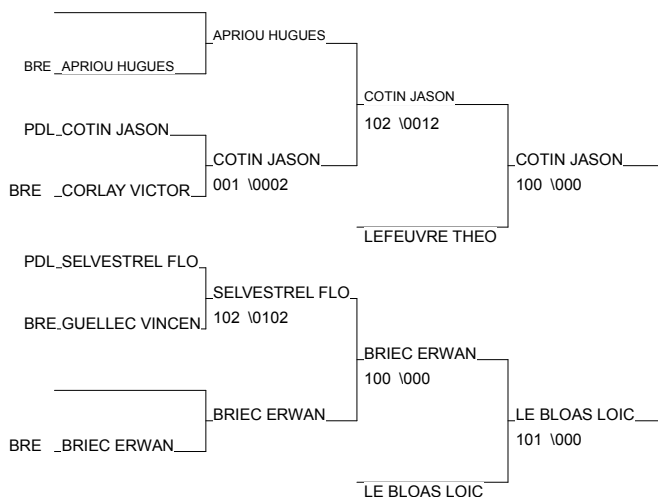 APRIOU HUGUES
BRE APRIOU HUGUES
COTIN JASON
102 \0012
PDL COTIN JASON
COTIN JASON
001 \0002
COTIN JASON
100 \000
BRE CORLAY VICTOR
LEFEUVRE THEO
PDL SELVESTREL FLO
SELVESTREL FLO
102 \0102
BRE GUELLEC VINCEN
BRIEC ERWAN
100 \000
BRIEC ERWAN
LE BLOAS LOIC
101 \000
BRE BRIEC ERWAN
LE BLOAS LOIC